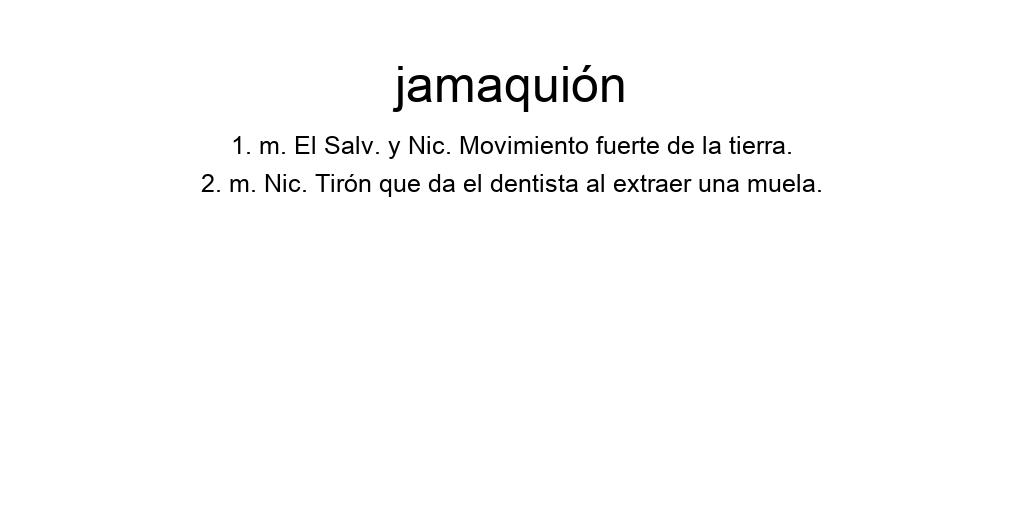 jamaquión
1. m. El Salv. y Nic. Movimiento fuerte de la tierra.
2. m. Nic. Tirón que da el dentista al extraer una muela.